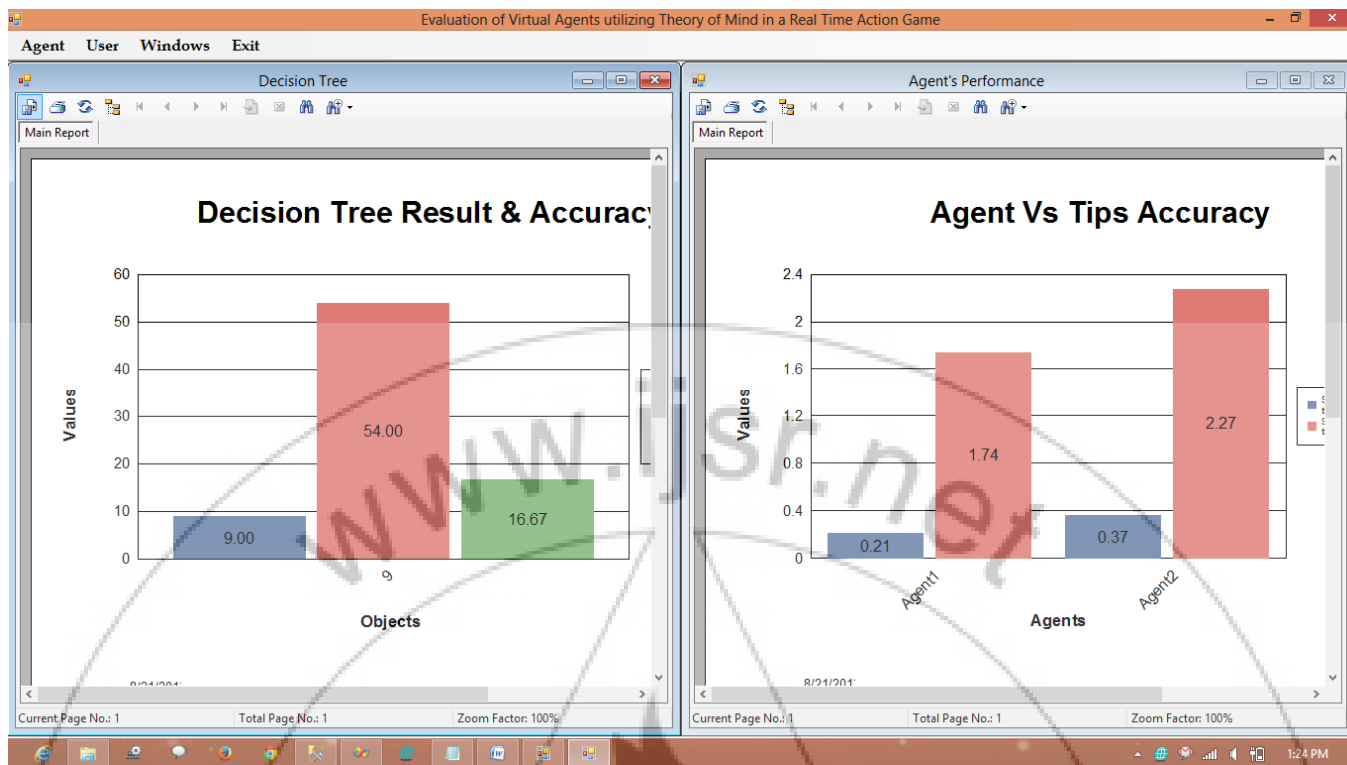 Evaluation of Virtual Agents utilizing Theory of Mind in a Real Time Action Game
Agent User Windows Exit
Decision Tree
Main Report
Decision Tree Result & Accuracy
60
50
40
30
20
10
0
Values
54.00
9.00
16.67
9
Objects
Current Page No.: 1 Total Page No.: 1 Zoom Factor: 100%
Agent's Performance
Main Report
Agent Vs Tips Accuracy
2.4
2
1.6
1.2
0.8
0.4
0
Values
0.21
1.74
0.37
2.27
Agent1
Agent2
Agents
8/21/201
Current Page No.: 1 Total Page No.: 1 Zoom Factor: 100%
www.ijsr.net
1:24 PM